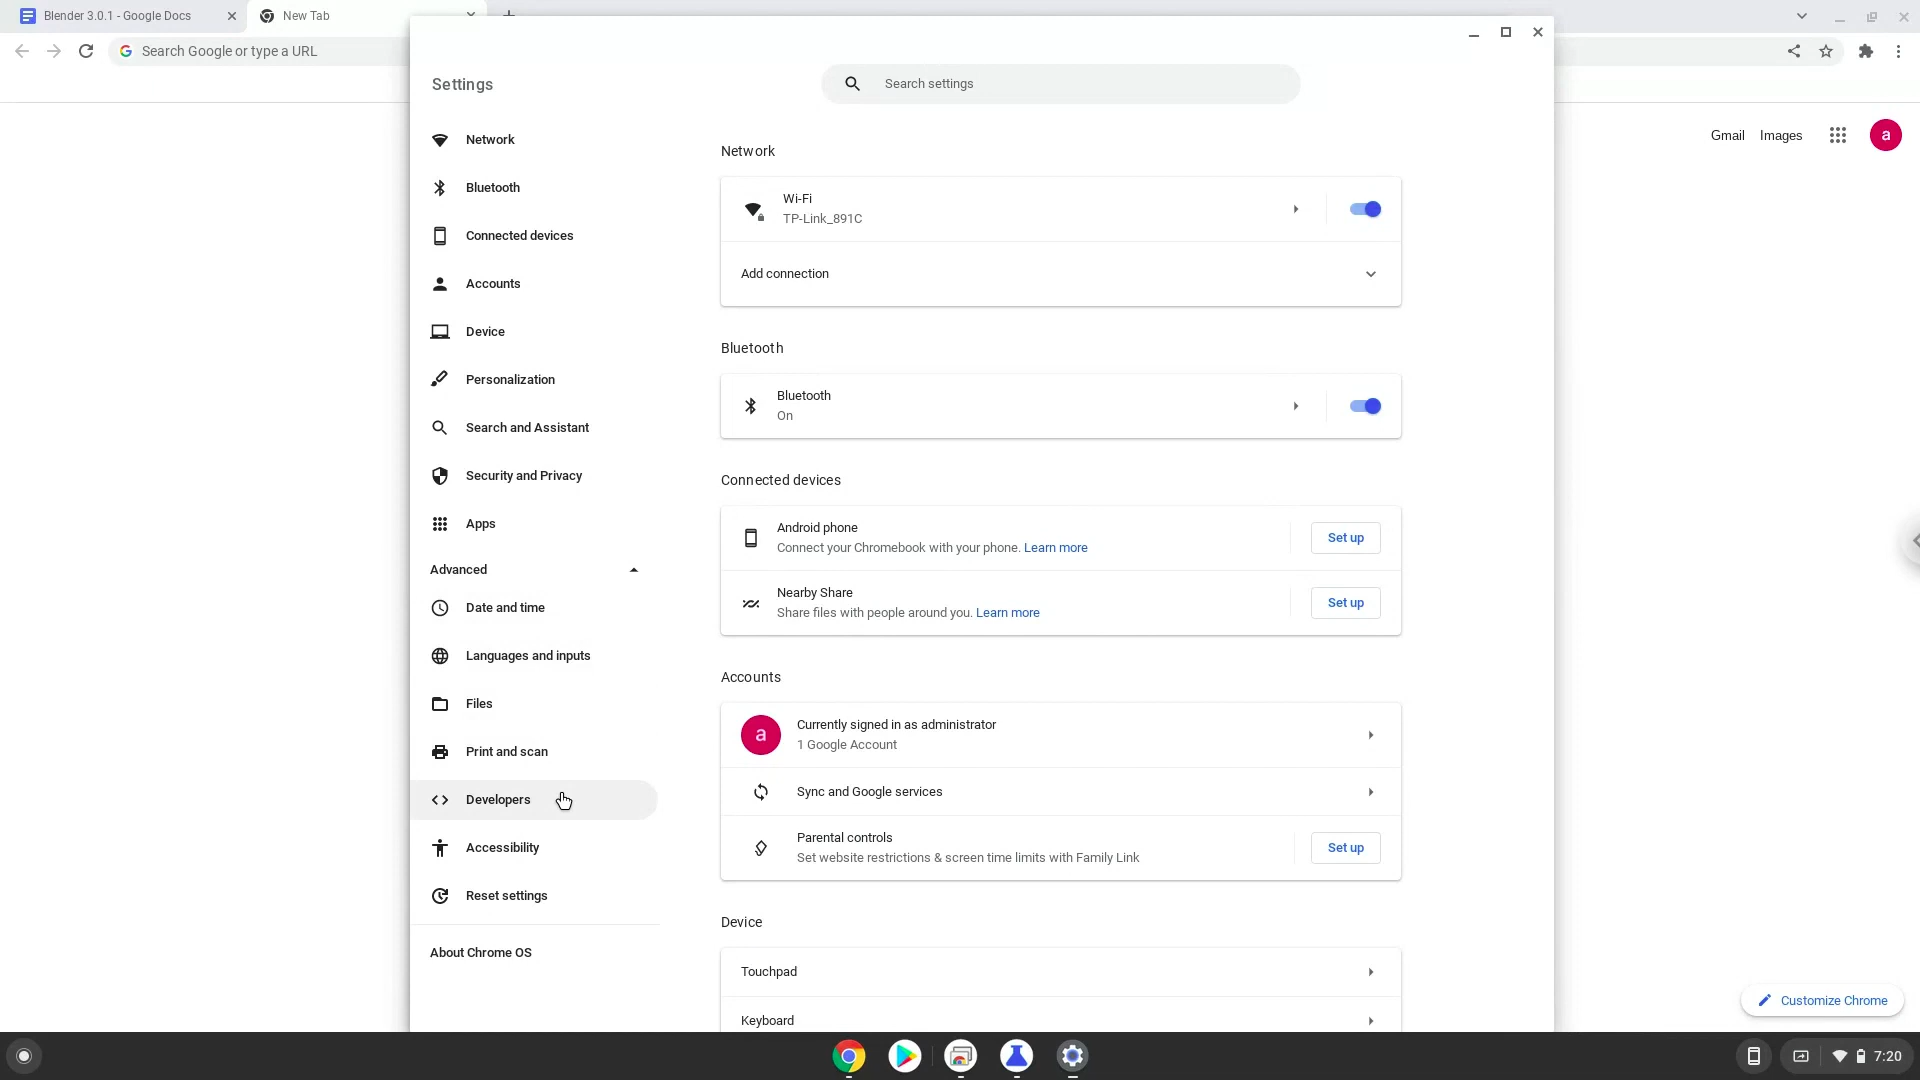 Blender 3.0.1 - Google Docs
New Tab
Search Google or type a URL
Settings
Search settings
Gmail
Images
a
Network
Bluetooth
Connected devices
Accounts
Device
Personalization
Search and Assistant
Security and Privacy
Apps
Advanced
Date and time
Languages and inputs
Files
Print and scan
Developers
Accessibility
Reset settings
About Chrome OS
Network
Wi-Fi
TP-Link_891C
Add connection
Bluetooth
Bluetooth
On
Connected devices
Android phone
Connect your Chromebook with your phone. Learn more
Set up
Nearby Share
Share files with people around you. Learn more
Set up
Accounts
a
Currently signed in as administrator
1 Google Account
Sync and Google services
Parental controls
Set website restrictions & screen time limits with Family Link
Set up
Device
Touchpad
Keyboard
Customize Chrome
7:20